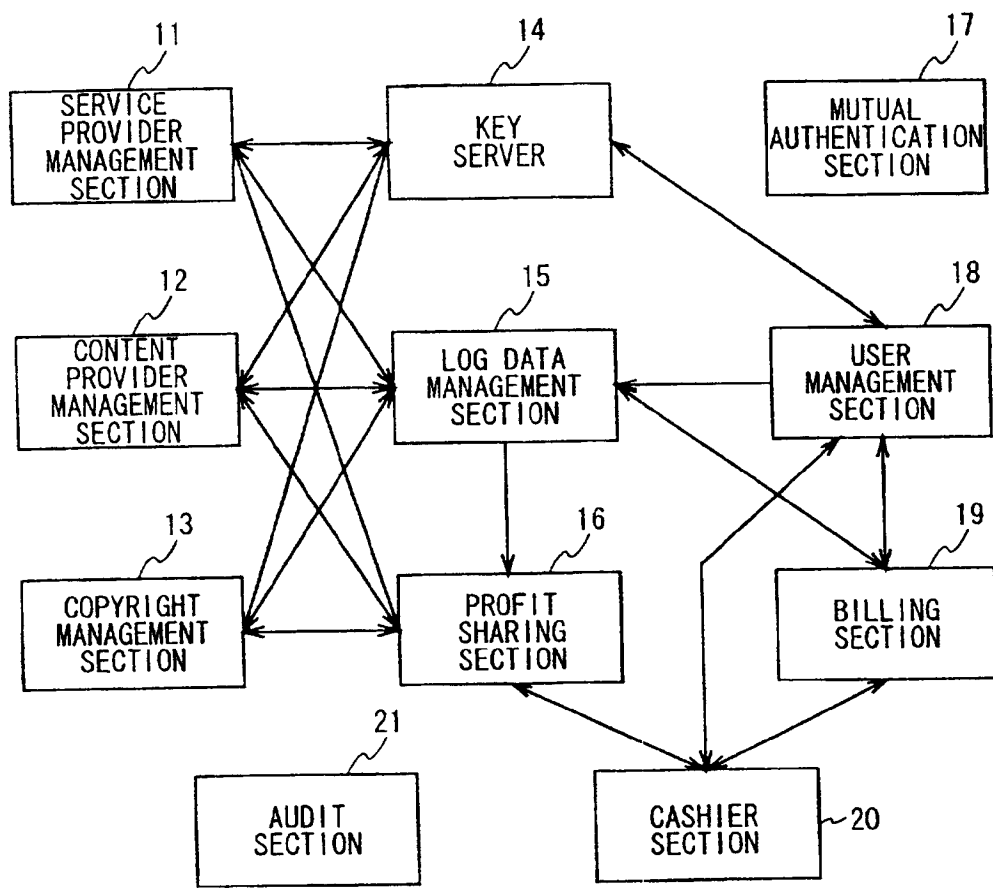 11
SERVICE
PROVIDER
MANAGEMENT
SECTION
14
KEY
SERVER
17
MUTUAL
AUTHENTICATION
SECTION
12
CONTENT
PROVIDER
MANAGEMENT
SECTION
15
LOG DATA
MANAGEMENT
SECTION
18
USER
MANAGEMENT
SECTION
13
COPYRIGHT
MANAGEMENT
SECTION
16
PROFIT
SHARING
SECTION
19
BILLING
SECTION
21
AUDIT
SECTION
CASHIER
SECTION
20